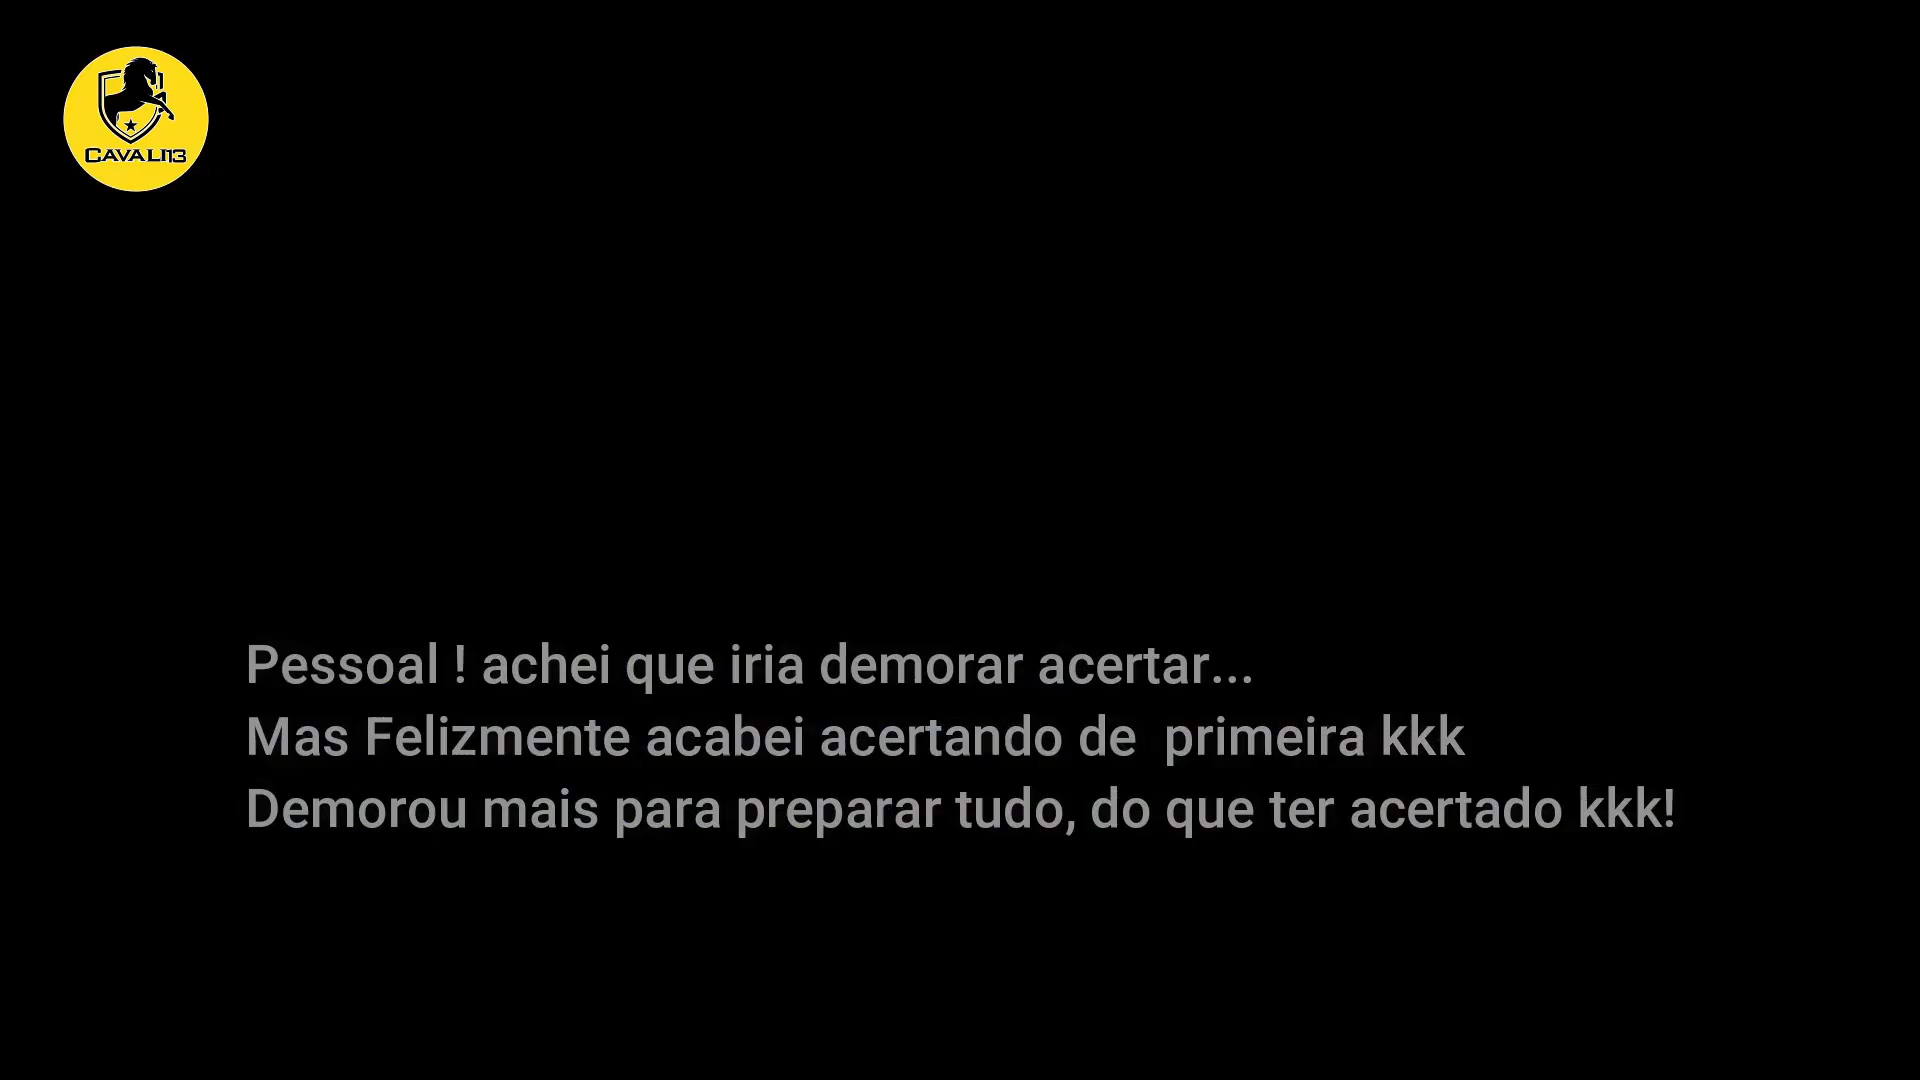 CAVALI13
Pessoal ! achei que iria demorar acertar...
Mas Felizmente acabei acertando de  primeira kkk
Demorou mais para preparar tudo, do que ter acertado kkk!